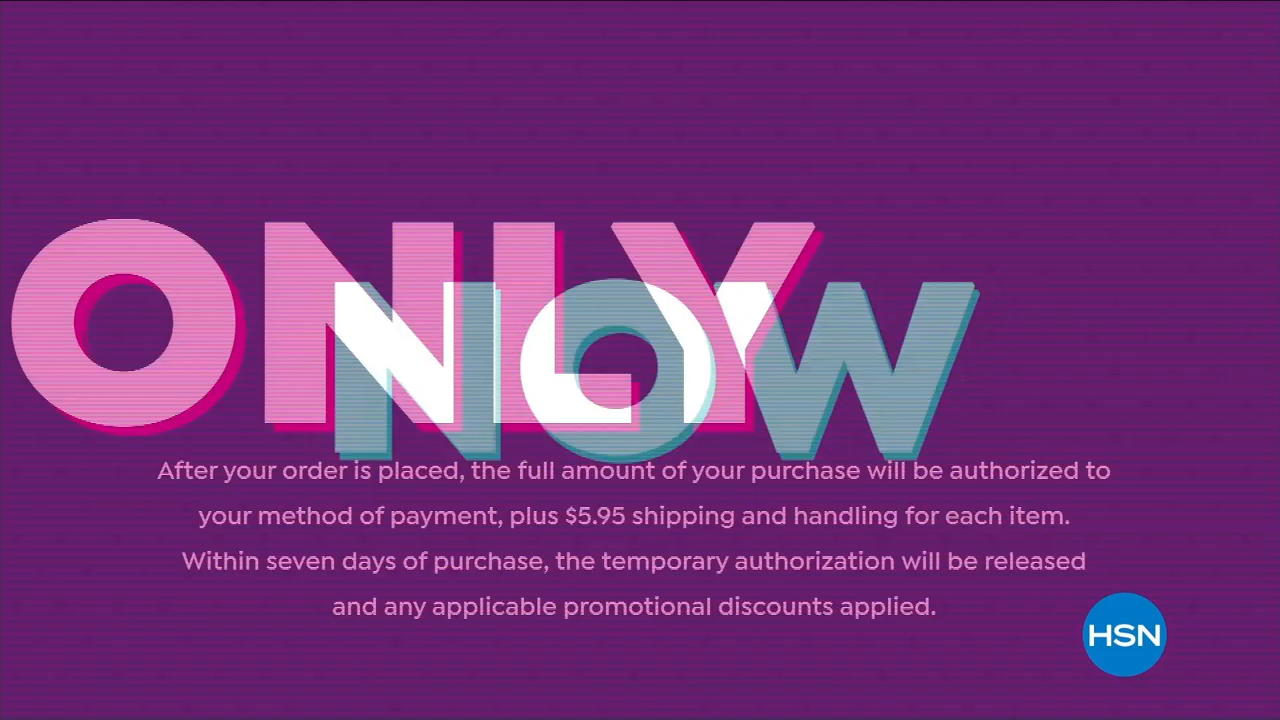 ONLY
NOW
After your order is placed, the full amount of your purchase will be authorized to
your method of payment, plus $5.95 shipping and handling for each item.
Within seven days of purchase, the temporary authorization will be released
and any applicable promotional discounts applied.
HSN